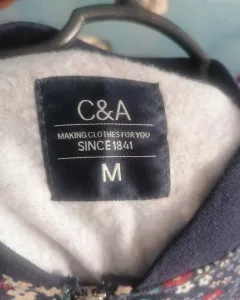 C&A
MAKING CLOTHES FOR YOU
SINCE 1841
M